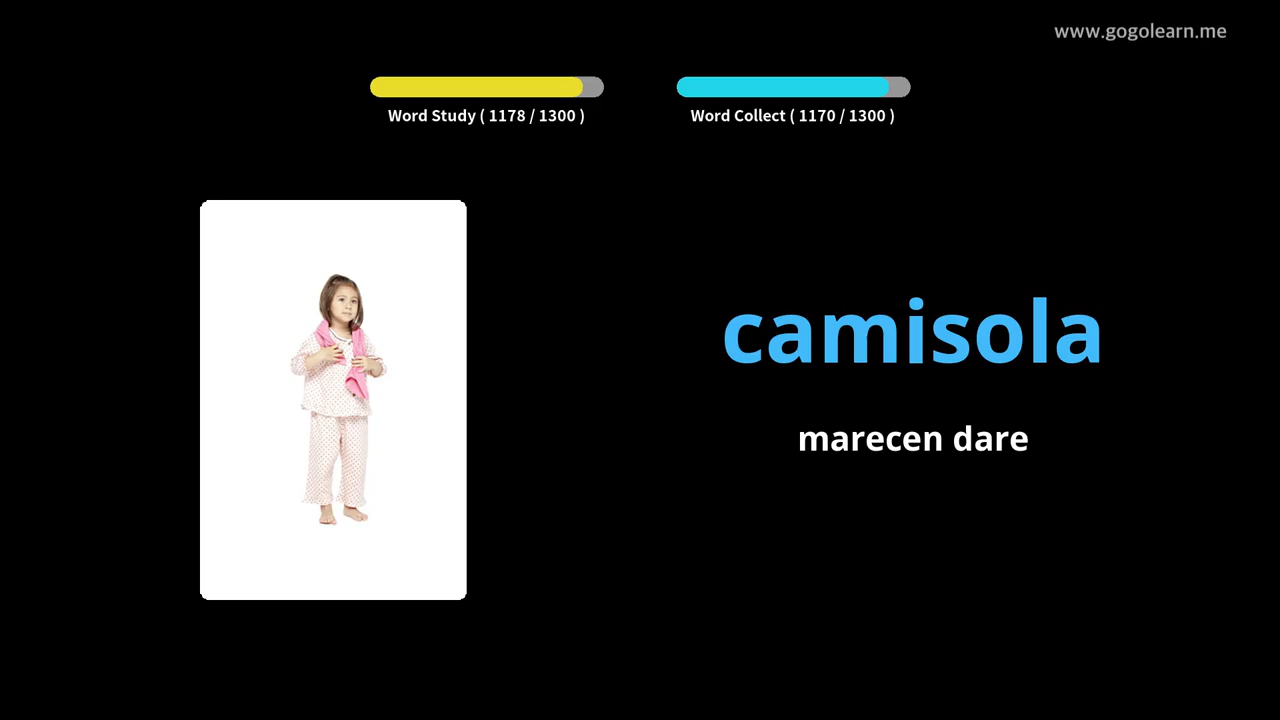 www.gogolearn.me
Word Study ( 1178 / 1300 )
Word Collect ( 1170 / 1300 )
camisola
marecen dare